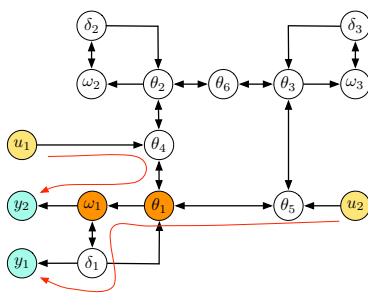 δ₂ δ₃
ω₂ θ₂ θ₆ θ₃ ω₃
u₁ θ₄
y₂ ω₁ θ₁ θ₅ u₂
y₁ δ₁